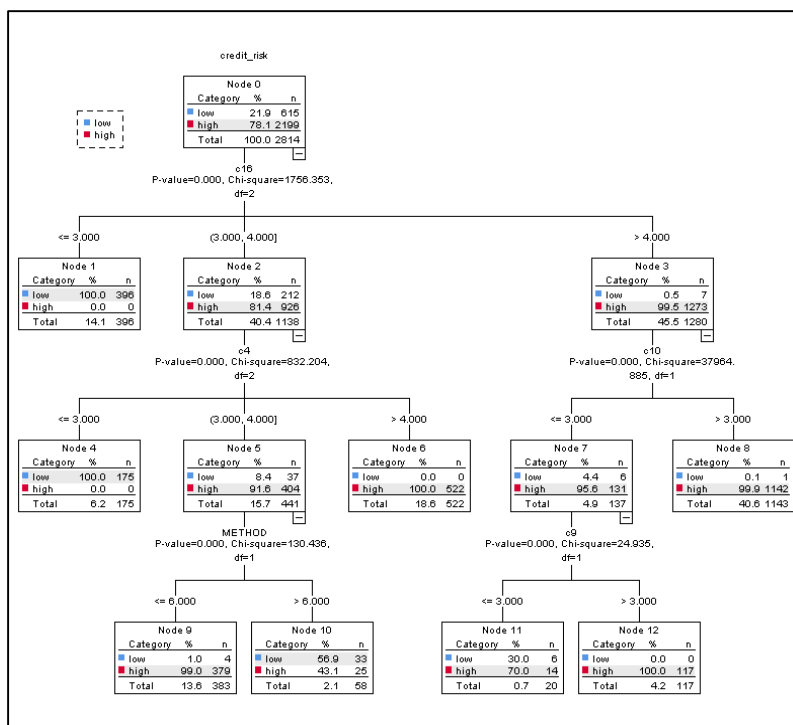 credit_risk
low
high
Node 0
Category % n
low 21.9 615
high 78.1 2199
Total 100.0 2814
c16
P-value=0.000, Chi-square=1756.353,
df=2
<= 3.000
(3.000, 4.000]
> 4.000
Node 1
Category % n
low 100.0 396
high 0.0 0
Total 14.1 396
Node 2
Category % n
low 18.6 212
high 81.4 926
Total 40.4 1138
Node 3
Category % n
low 0.5 7
high 99.5 1273
Total 45.5 1280
c4
P-value=0.000, Chi-square=832.204,
df=2
c10
P-value=0.000, Chi-square=37964.
885, df=1
<= 3.000
(3.000, 4.000]
> 4.000
<= 3.000
> 3.000
Node 4
Category % n
low 100.0 175
high 0.0 0
Total 6.2 175
Node 5
Category % n
low 8.4 37
high 91.6 404
Total 15.7 441
Node 6
Category % n
low 0.0 0
high 100.0 522
Total 18.6 522
Node 7
Category % n
low 4.4 6
high 95.6 131
Total 4.9 137
Node 8
Category % n
low 0.1 1
high 99.9 1142
Total 40.6 1143
METHOD
P-value=0.000, Chi-square=130.436,
df=1
c9
P-value=0.000, Chi-square=24.935,
df=1
<= 6.000
> 6.000
<= 3.000
> 3.000
Node 9
Category % n
low 1.0 4
high 99.0 379
Total 13.6 383
Node 10
Category % n
low 56.9 33
high 43.1 25
Total 2.1 58
Node 11
Category % n
low 30.0 6
high 70.0 14
Total 0.7 20
Node 12
Category % n
low 0.0 0
high 100.0 117
Total 4.2 117